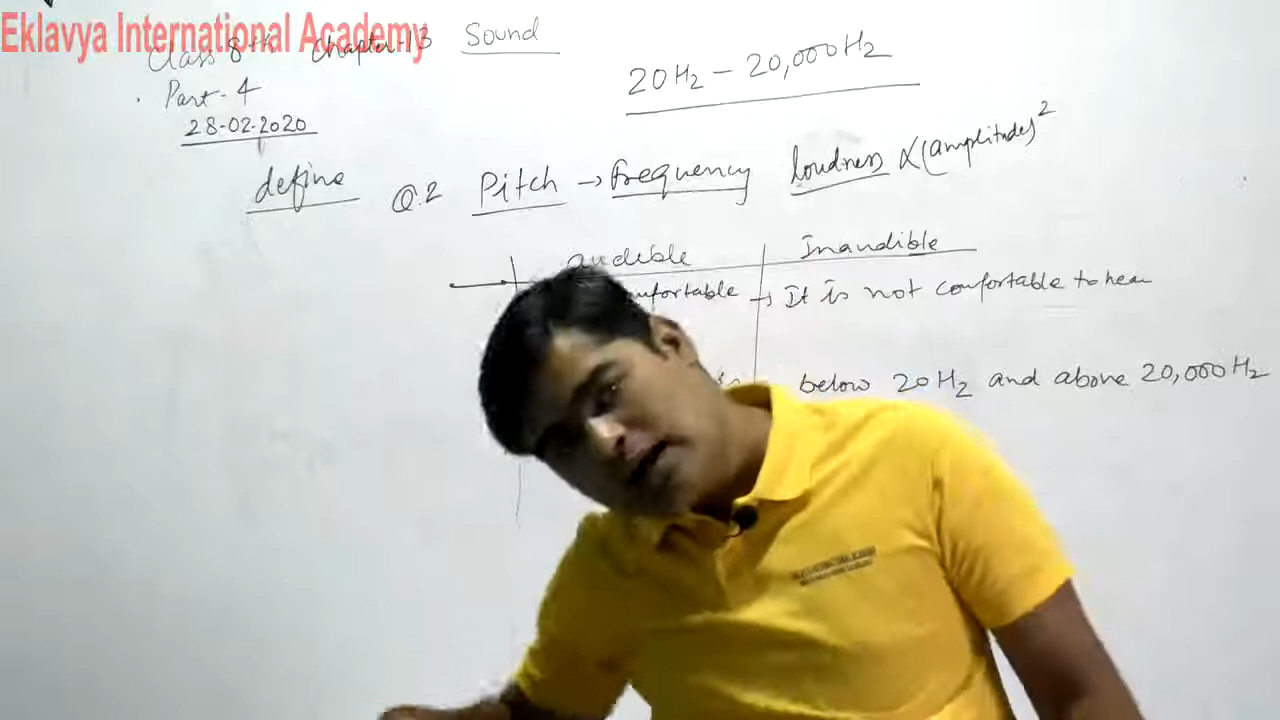 Eklavya International Academy
Class 8th Chapter-13 Sound
Part-4
28-02-2020
20Hz - 20,000Hz
define Q.2 Pitch → Frequency loudness ∝ (amplitude)²
audible Inaudible
→ It is not comfortable to hear
below 20Hz and above 20,000Hz